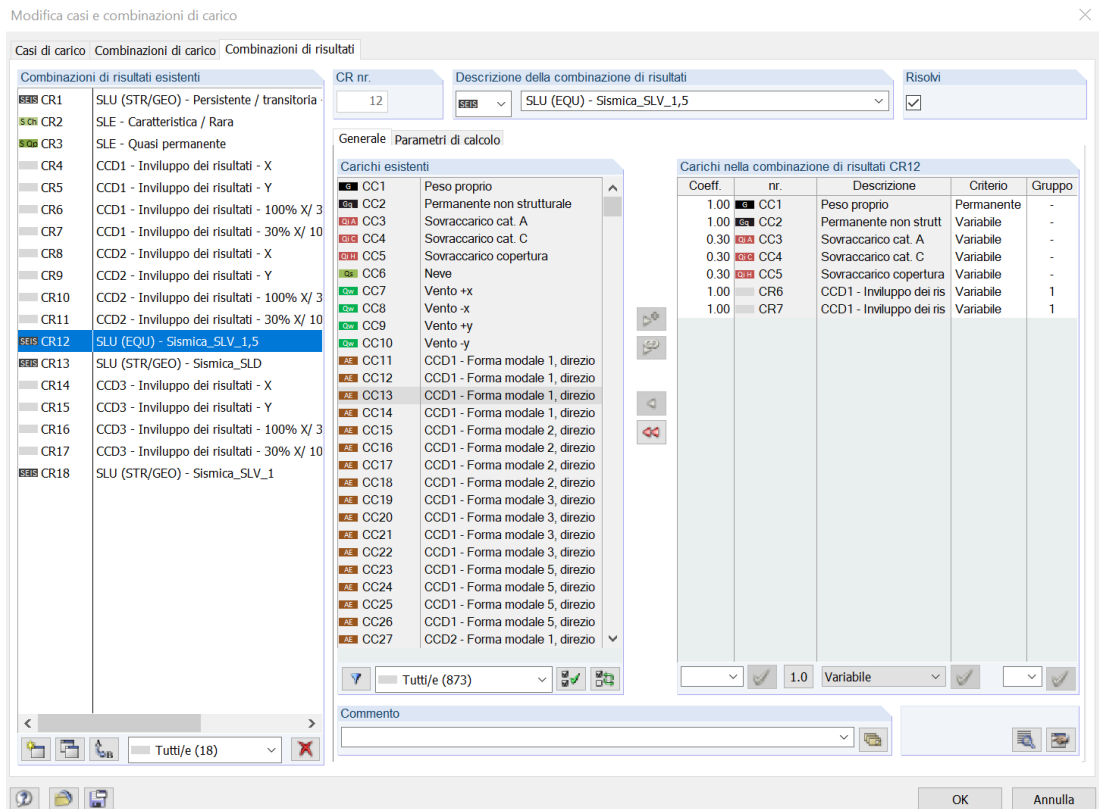 Modifica casi e combinazioni di carico
Casi di carico Combinazioni di carico Combinazioni di risultati
Combinazioni di risultati esistenti
SEIS CR1 SLU (STR/GEO) - Persistente / transitoria -
S Ch CR2 SLE - Caratteristica / Rara
S Qp CR3 SLE - Quasi permanente
CR4 CCD1 - Inviluppo dei risultati - X
CR5 CCD1 - Inviluppo dei risultati - Y
CR6 CCD1 - Inviluppo dei risultati - 100% X/ 3
CR7 CCD1 - Inviluppo dei risultati - 30% X/ 10
CR8 CCD2 - Inviluppo dei risultati - X
CR9 CCD2 - Inviluppo dei risultati - Y
CR10 CCD2 - Inviluppo dei risultati - 100% X/ 3
CR11 CCD2 - Inviluppo dei risultati - 30% X/ 10
SEIS CR12 SLU (EQU) - Sismica_SLV_1,5
SEIS CR13 SLU (STR/GEO) - Sismica_SLD
CR14 CCD3 - Inviluppo dei risultati - X
CR15 CCD3 - Inviluppo dei risultati - Y
CR16 CCD3 - Inviluppo dei risultati - 100% X/ 3
CR17 CCD3 - Inviluppo dei risultati - 30% X/ 10
SEIS CR18 SLU (STR/GEO) - Sismica_SLV_1
Tutti/e (18)
CR nr.
12
Descrizione della combinazione di risultati
SEIS SLU (EQU) - Sismica_SLV_1,5
Risolvi
Generale Parametri di calcolo
Carichi esistenti
G CC1 Peso proprio
Gq CC2 Permanente non strutturale
Qi A CC3 Sovraccarico cat. A
Qi C CC4 Sovraccarico cat. C
Qi H CC5 Sovraccarico copertura
Qs CC6 Neve
Qw CC7 Vento +x
Qw CC8 Vento -x
Qw CC9 Vento +y
Qw CC10 Vento -y
AE CC11 CCD1 - Forma modale 1, direzio
AE CC12 CCD1 - Forma modale 1, direzio
AE CC13 CCD1 - Forma modale 1, direzio
AE CC14 CCD1 - Forma modale 1, direzio
AE CC15 CCD1 - Forma modale 2, direzio
AE CC16 CCD1 - Forma modale 2, direzio
AE CC17 CCD1 - Forma modale 2, direzio
AE CC18 CCD1 - Forma modale 2, direzio
AE CC19 CCD1 - Forma modale 3, direzio
AE CC20 CCD1 - Forma modale 3, direzio
AE CC21 CCD1 - Forma modale 3, direzio
AE CC22 CCD1 - Forma modale 3, direzio
AE CC23 CCD1 - Forma modale 5, direzio
AE CC24 CCD1 - Forma modale 5, direzio
AE CC25 CCD1 - Forma modale 5, direzio
AE CC26 CCD1 - Forma modale 5, direzio
AE CC27 CCD2 - Forma modale 1, direzio
Tutti/e (873)
Carichi nella combinazione di risultati CR12
Coeff. nr. Descrizione Criterio Gruppo
1.00 G CC1 Peso proprio Permanente -
1.00 Gq CC2 Permanente non strutt Variabile -
0.30 Qi A CC3 Sovraccarico cat. A Variabile -
0.30 Qi C CC4 Sovraccarico cat. C Variabile -
0.30 Qi H CC5 Sovraccarico copertura Variabile -
1.00 CR6 CCD1 - Inviluppo dei ris Variabile 1
1.00 CR7 CCD1 - Inviluppo dei ris Variabile 1
1.0 Variabile
Commento
OK Annulla